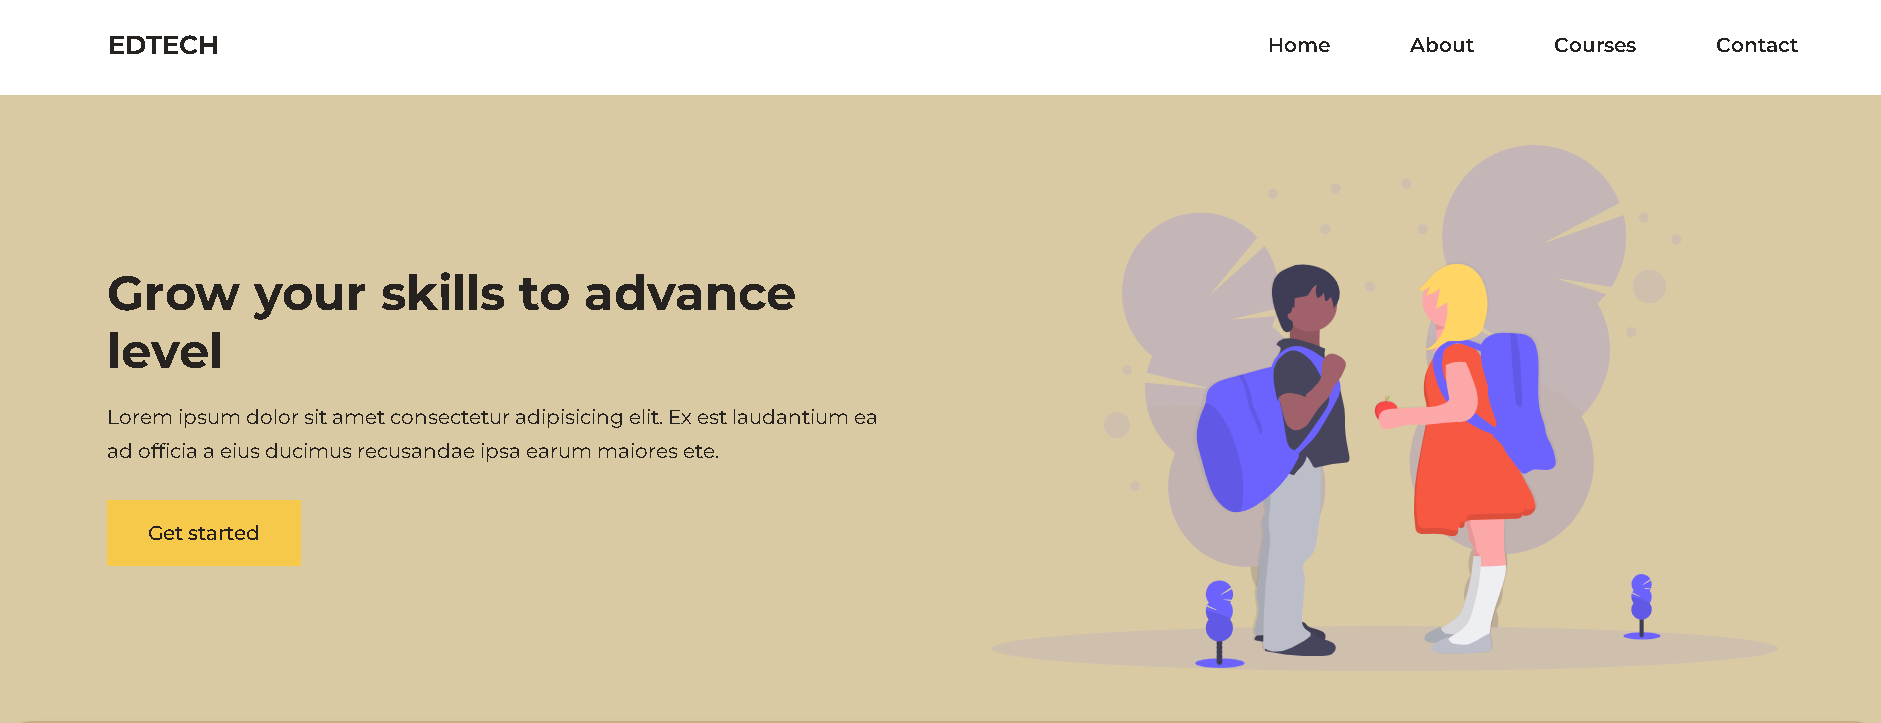 EDTECH
Home About Courses Contact
Grow your skills to advance
level
Lorem ipsum dolor sit amet consectetur adipisicing elit. Ex est laudantium ea
ad officia a eius ducimus recusandae ipsa earum maiores ete.
Get started